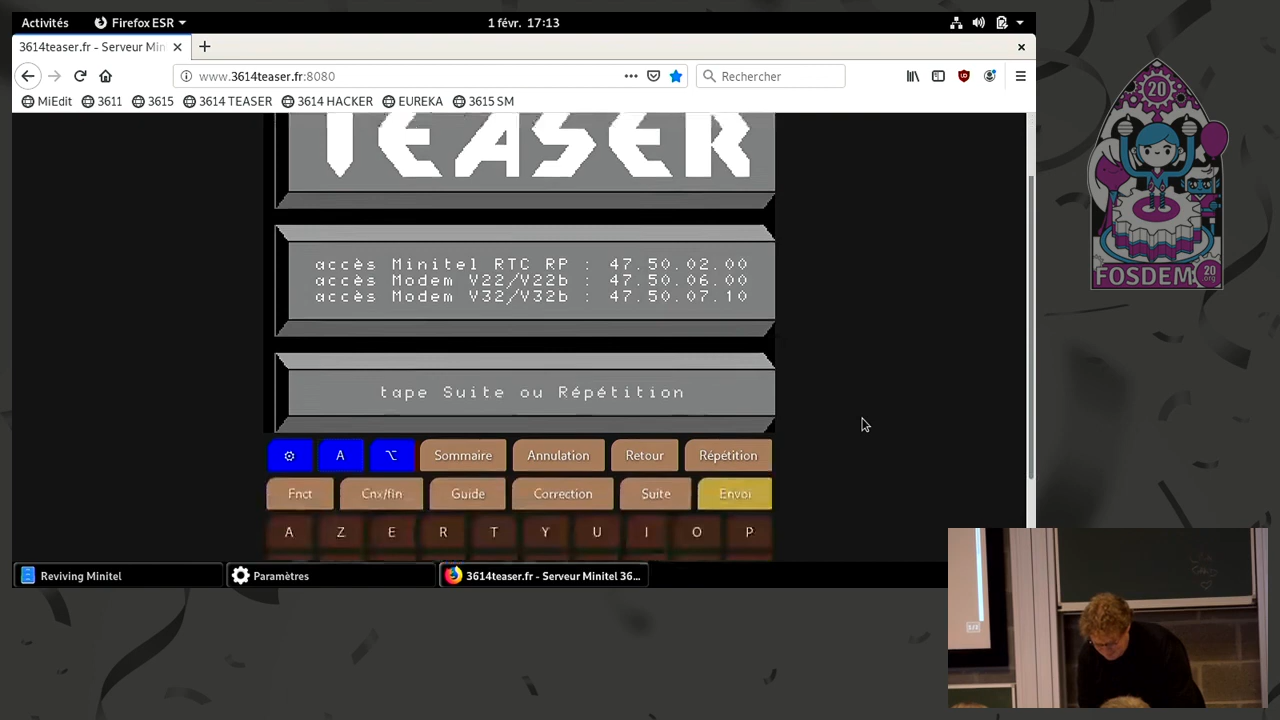 Activités
Firefox ESR
1 févr. 17:13
3614teaser.fr - Serveur Min
www.3614teaser.fr:8080
Rechercher
MiEdit
3611
3615
3614 TEASER
3614 HACKER
EUREKA
3615 SM
TEASER
accès Minitel RTC RP : 47.50.02.00
accès Modem V22/V22b : 47.50.06.00
accès Modem V32/V32b : 47.50.07.10
tape Suite ou Répétition
A
Sommaire
Annulation
Retour
Répétition
Fnct
Cnx/fin
Guide
Correction
Suite
Envoi
A Z E R T Y U I O P
Reviving Minitel
Paramètres
3614teaser.fr - Serveur Minitel 36...
20
FOSDEM
20
.org